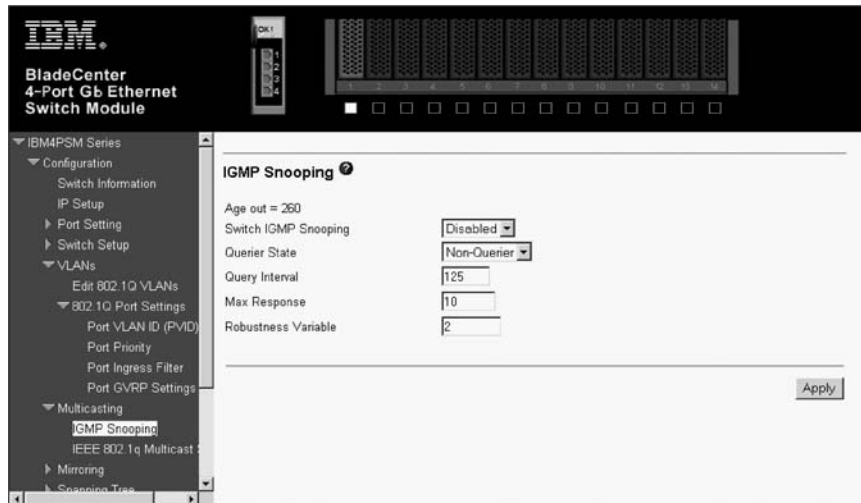 IBM.
BladeCenter
4-Port Gb Ethernet
Switch Module
OK!
1
2
3
4
1 2 3 4 5 6 7 8 9 10 11 12 13 14
IBM4PSM Series
Configuration
Switch Information
IP Setup
Port Setting
Switch Setup
VLANs
Edit 802.1Q VLANs
802.1Q Port Settings
Port VLAN ID (PVID)
Port Priority
Port Ingress Filter
Port GVRP Settings
Multicasting
IGMP Snooping
IEEE 802.1q Multicast
Mirroring
Spanning Tree
IGMP Snooping ?
Age out = 260
Switch IGMP Snooping Disabled
Querier State Non-Querier
Query Interval 125
Max Response 10
Robustness Variable 2
Apply